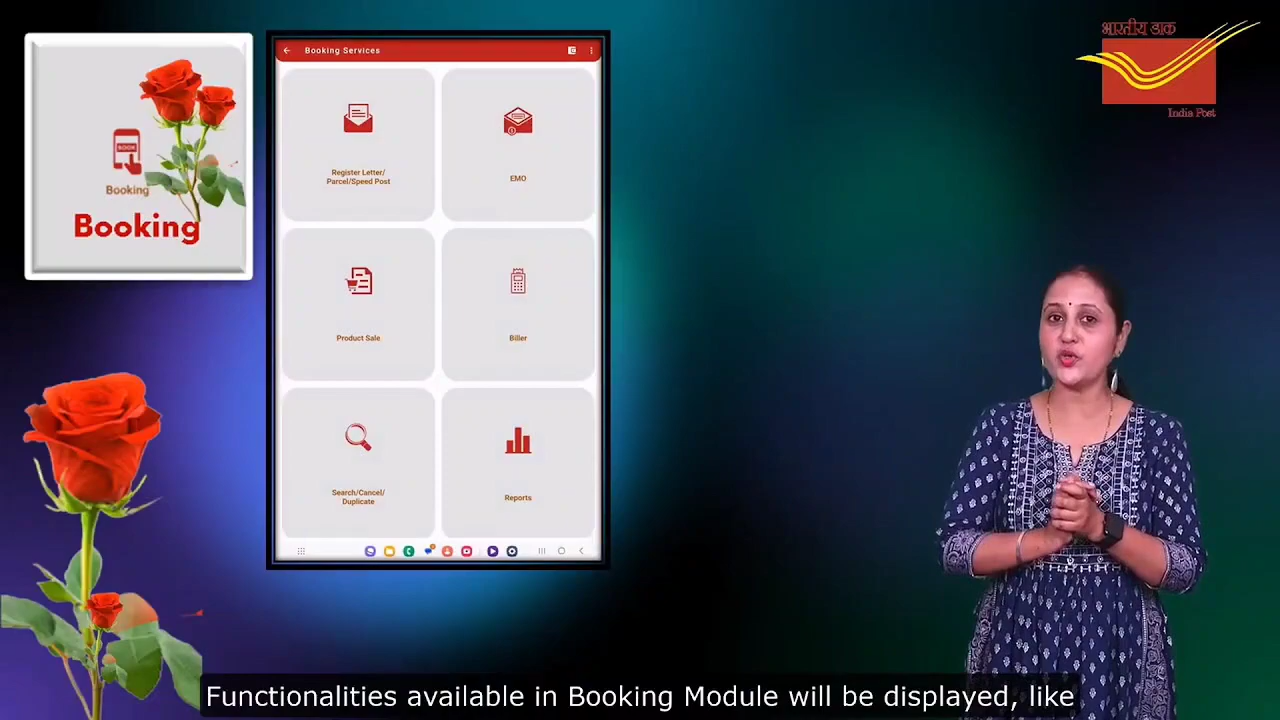 भारतीय डाक
India Post
BOOK
Booking
Booking
Booking Services
Register Letter/
Parcel/Speed Post
EMO
Product Sale
Biller
Search/Cancel/
Duplicate
Reports
Functionalities available in Booking Module will be displayed, like